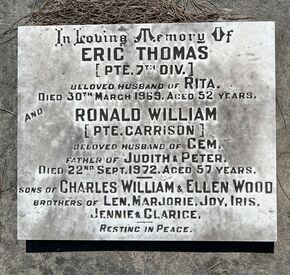 In Loving Memory Of
ERIC THOMAS
[PTE. 7TH DIV.]
BELOVED HUSBAND OF RITA.
DIED 30TH MARCH 1969. AGED 52 YEARS.
AND
RONALD WILLIAM
[PTE. GARRISON]
BELOVED HUSBAND OF GEM.
FATHER OF JUDITH & PETER.
DIED 22ND SEPT. 1972. AGED 57 YEARS.
SONS OF CHARLES WILLIAM & ELLEN WOOD
BROTHERS OF LEN, MARJORIE, JOY, IRIS,
JENNIE & CLARICE.
RESTING IN PEACE.